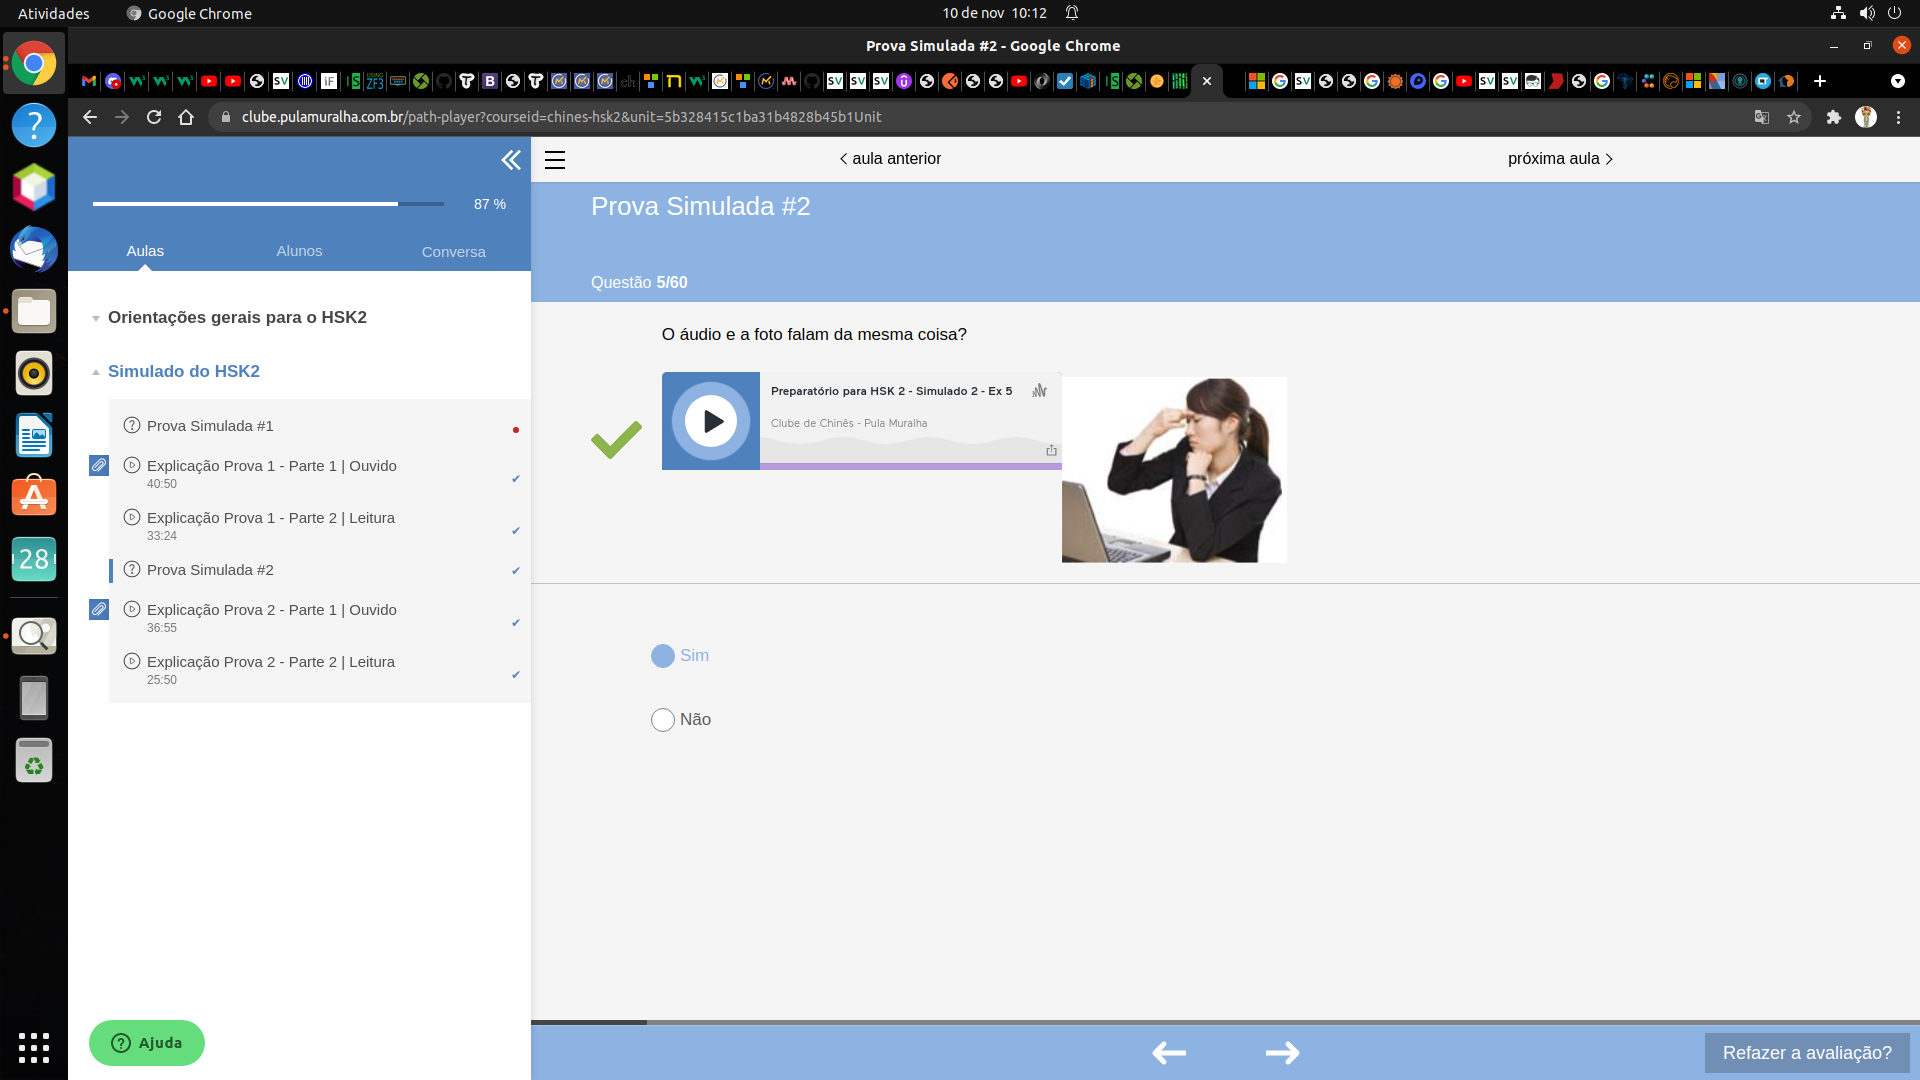 Atividades
Google Chrome
10 de nov 10:12
Prova Simulada #2 - Google Chrome
clube.pulamuralha.com.br/path-player?courseid=chines-hsk2&unit=5b328415c1ba31b4828b45b1Unit
87 %
Aulas
Alunos
Conversa
Orientações gerais para o HSK2
Simulado do HSK2
Prova Simulada #1
Explicação Prova 1 - Parte 1 | Ouvido
40:50
Explicação Prova 1 - Parte 2 | Leitura
33:24
Prova Simulada #2
Explicação Prova 2 - Parte 1 | Ouvido
36:55
Explicação Prova 2 - Parte 2 | Leitura
25:50
Ajuda
28
aula anterior
próxima aula
Prova Simulada #2
Questão 5/60
O áudio e a foto falam da mesma coisa?
Preparatório para HSK 2 - Simulado 2 - Ex 5
Clube de Chinês - Pula Muralha
Sim
Não
Refazer a avaliação?